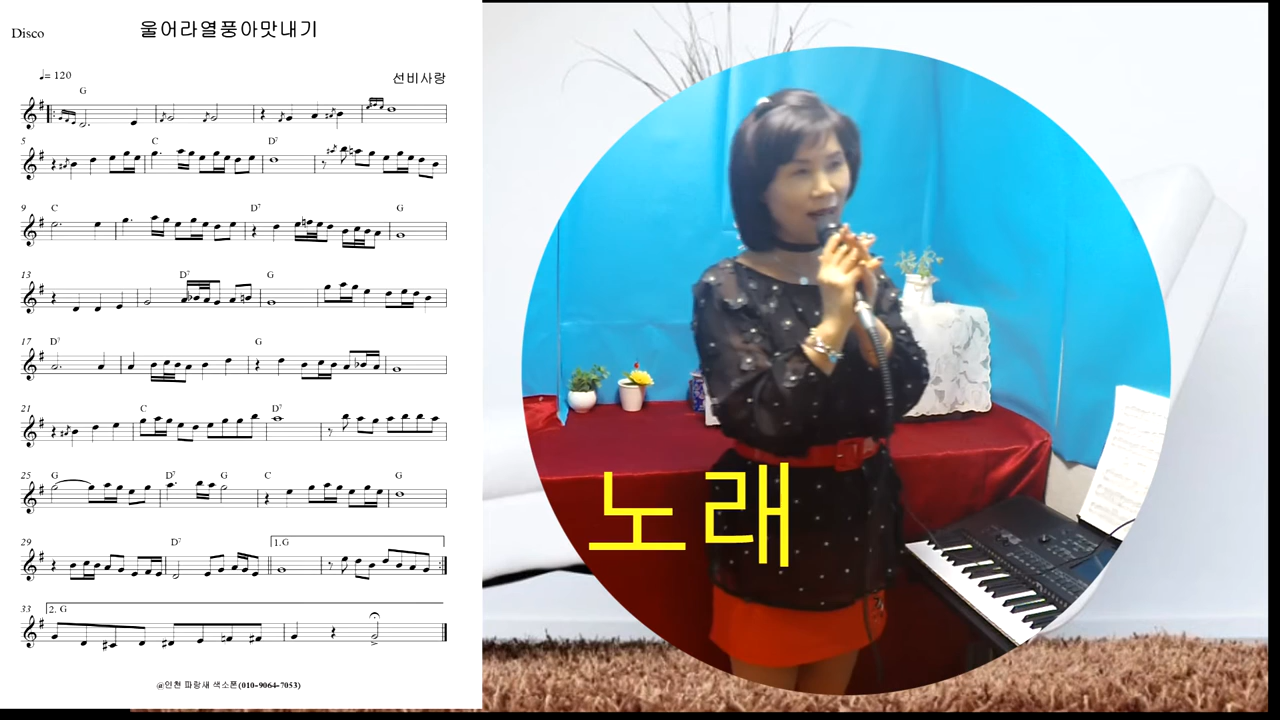 울어라열풍아맛내기
Disco
♩= 120
선비사랑
G
5 C D7
9 C D7 G
13 D7 G
17 D7 G
21 C D7
25 G D7 G C G
29 D7 1.G
33 2. G
@인천 파랑새 색소폰(010-9064-7053)
노래